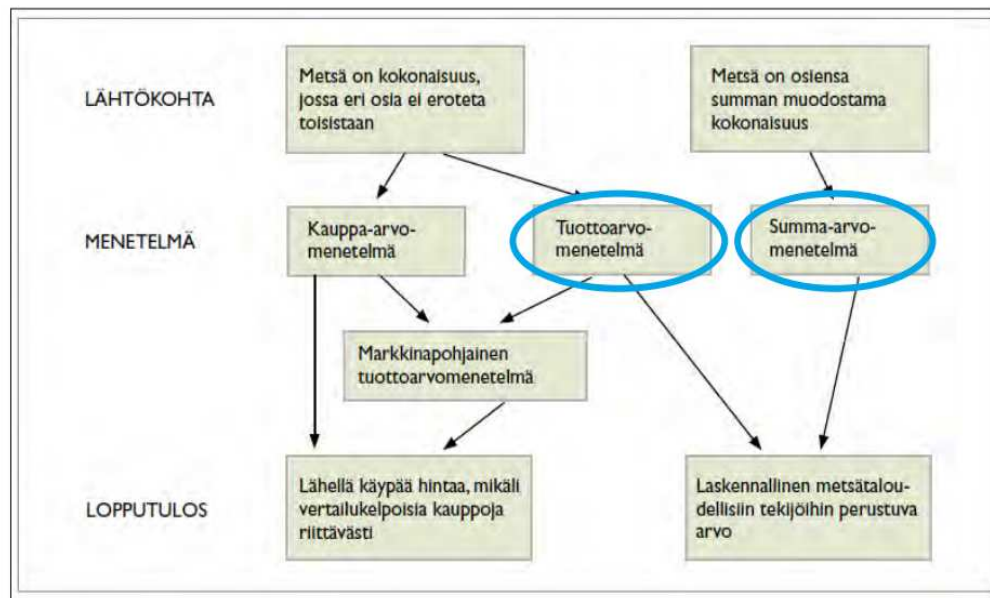 LÄHTÖKOHTA
Metsä on kokonaisuus,
jossa eri osia ei eroteta
toisistaan
Metsä on osiensa
summan muodostama
kokonaisuus
MENETELMÄ
Kauppa-arvo-
menetelmä
Tuottoarvo-
menetelmä
Summa-arvo-
menetelmä
Markkinapohjainen
tuottoarvomenetelmä
LOPPUTULOS
Lähellä käypää hintaa, mikäli
vertailukelpoisia kauppoja
riittävästi
Laskennallinen metsätalou-
dellisiin tekijöihin perustuva
arvo